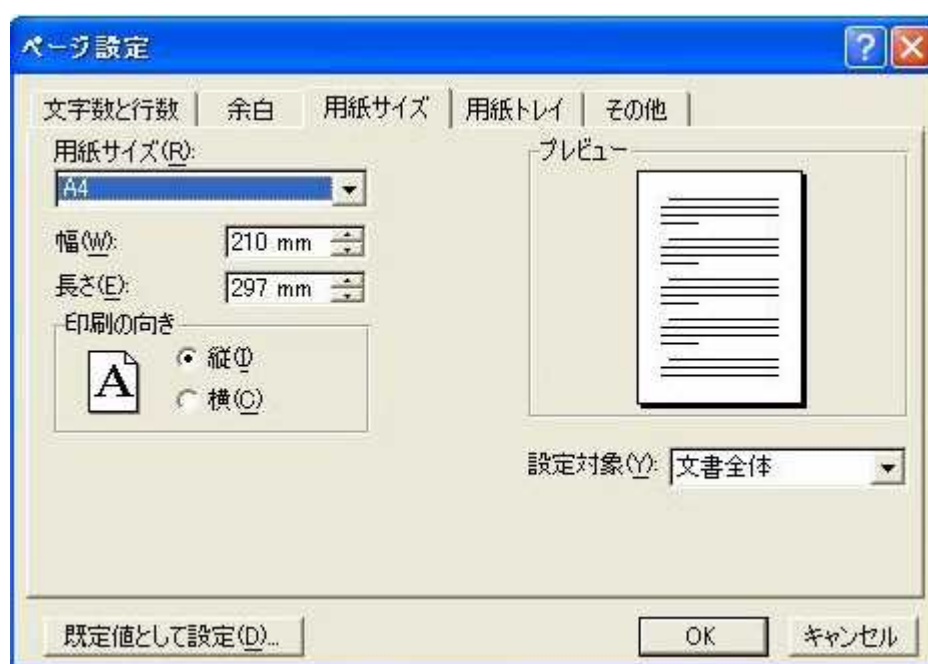 ページ設定
文字数と行数 余白 用紙サイズ 用紙トレイ その他
用紙サイズ(R):
A4
幅(W): 210 mm
長さ(E): 297 mm
印刷の向き
A
縦(I)
横(C)
プレビュー
設定対象(Y): 文書全体
既定値として設定(D)... OK キャンセル